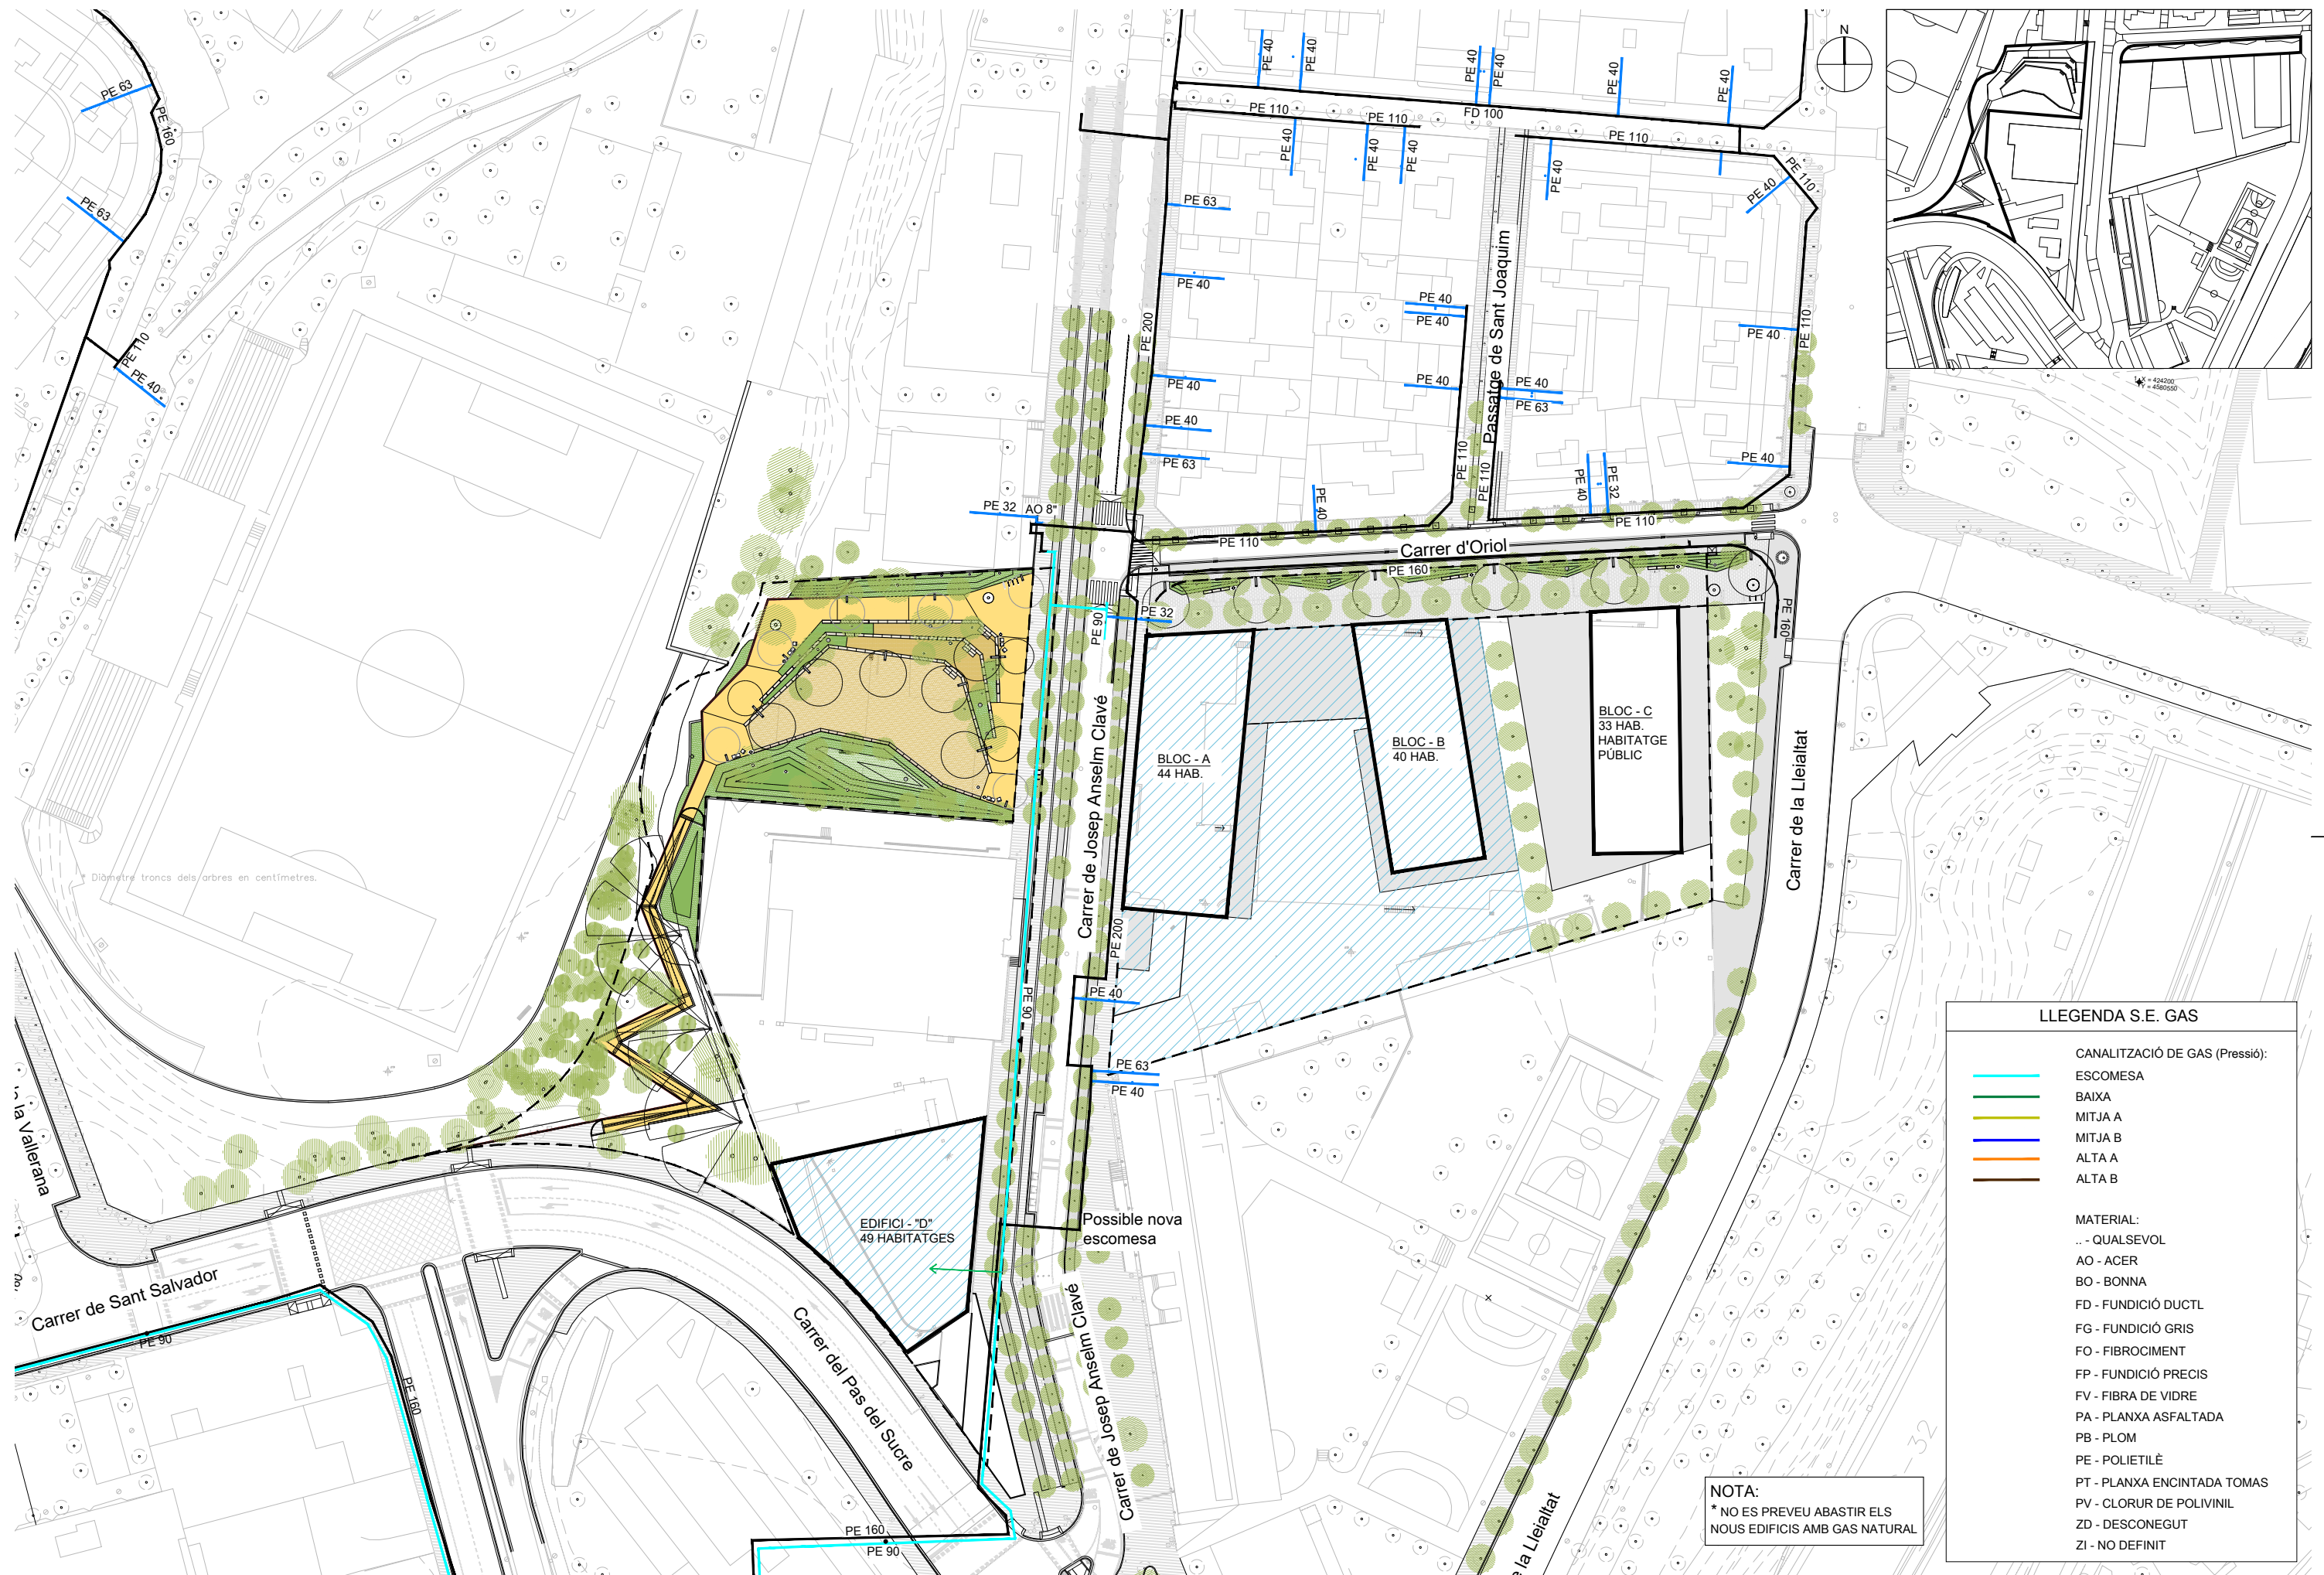 N
PE 40
PE 40
PE 40
PE 40
PE 40
PE 40
PE 63
PE 160
PE 110
PE 110
FD 100
PE 110
PE 40
PE 40
PE 40
PE 40
PE 110
PE 40
PE 63
PE 63
PE 40
PE 200
Passatge de Sant Joaquim
PE 40
PE 40
PE 40
PE 110
PE 110
PE 40
PE 40
PE 40
PE 40
PE 63
X = 424200
Y = 4580550
PE 40
PE 63
PE 110
PE 110
PE 40
PE 40
PE 32
PE 40
PE 32
AO 8"
PE 110
PE 110
Carrer d'Oriol
PE 160
PE 160
PE 32
PE 90
BLOC - A
44 HAB.
BLOC - B
40 HAB.
BLOC - C
33 HAB.
HABITATGE
PÚBLIC
Carrer de Josep Anselm Clavé
Carrer de la Lleialtat
* Diàmetre troncs dels arbres en centímetres.
PE 200
PE 90
PE 40
PE 63
PE 40
Possible nova
escomesa
EDIFICI - "D"
49 HABITATGES
de la Vallerana
Carrer de Sant Salvador
PE 90
PE 160
Carrer del Pas del Sucre
Carrer de Josep Anselm Clavé
PE 160
PE 90
32
la Lleialtat
NOTA:
* NO ES PREVEU ABASTIR ELS
NOUS EDIFICIS AMB GAS NATURAL
LLEGENDA S.E. GAS
CANALITZACIÓ DE GAS (Pressió):
ESCOMESA
BAIXA
MITJA A
MITJA B
ALTA A
ALTA B
MATERIAL:
.. - QUALSEVOL
AO - ACER
BO - BONNA
FD - FUNDICIÓ DUCTL
FG - FUNDICIÓ GRIS
FO - FIBROCIMENT
FP - FUNDICIÓ PRECIS
FV - FIBRA DE VIDRE
PA - PLANXA ASFALTADA
PB - PLOM
PE - POLIETILÈ
PT - PLANXA ENCINTADA TOMAS
PV - CLORUR DE POLIVINIL
ZD - DESCONEGUT
ZI - NO DEFINIT